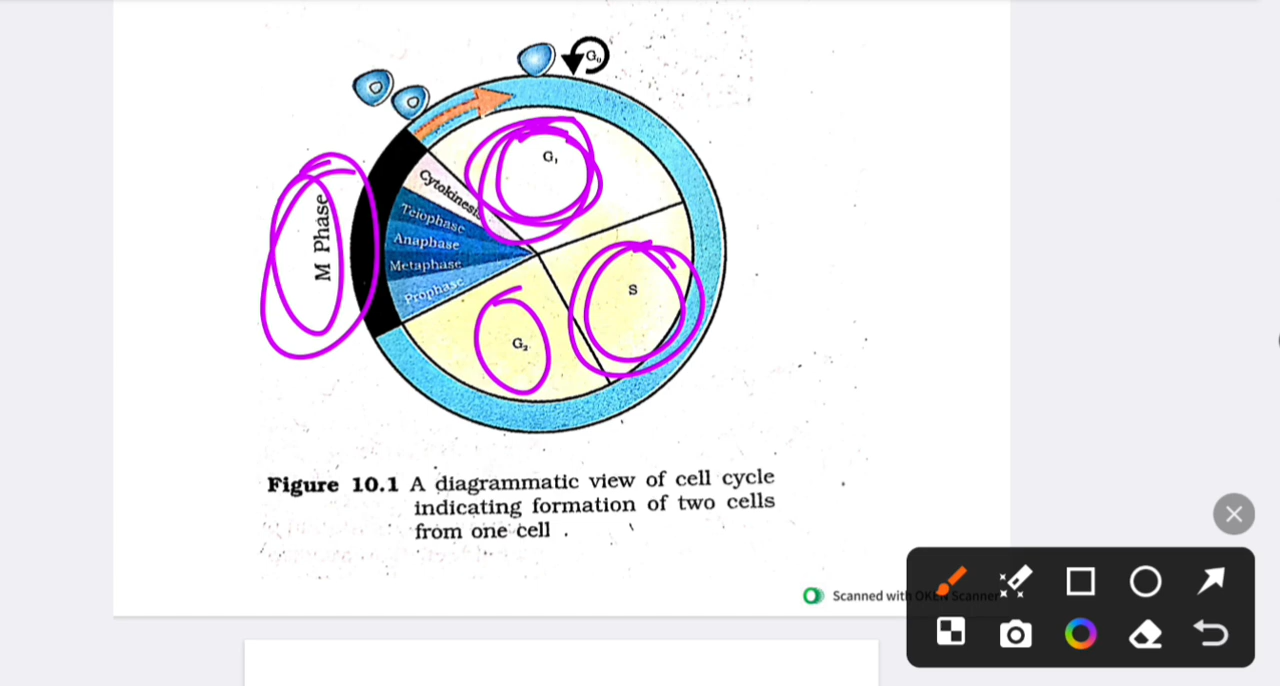 G₀
G₁
M Phase
Cytokinesis
Telophase
Anaphase
Metaphase
Prophase
S
G₂
Figure 10.1 A diagrammatic view of cell cycle
indicating formation of two cells
from one cell .
Scanned with OKEN Scanner